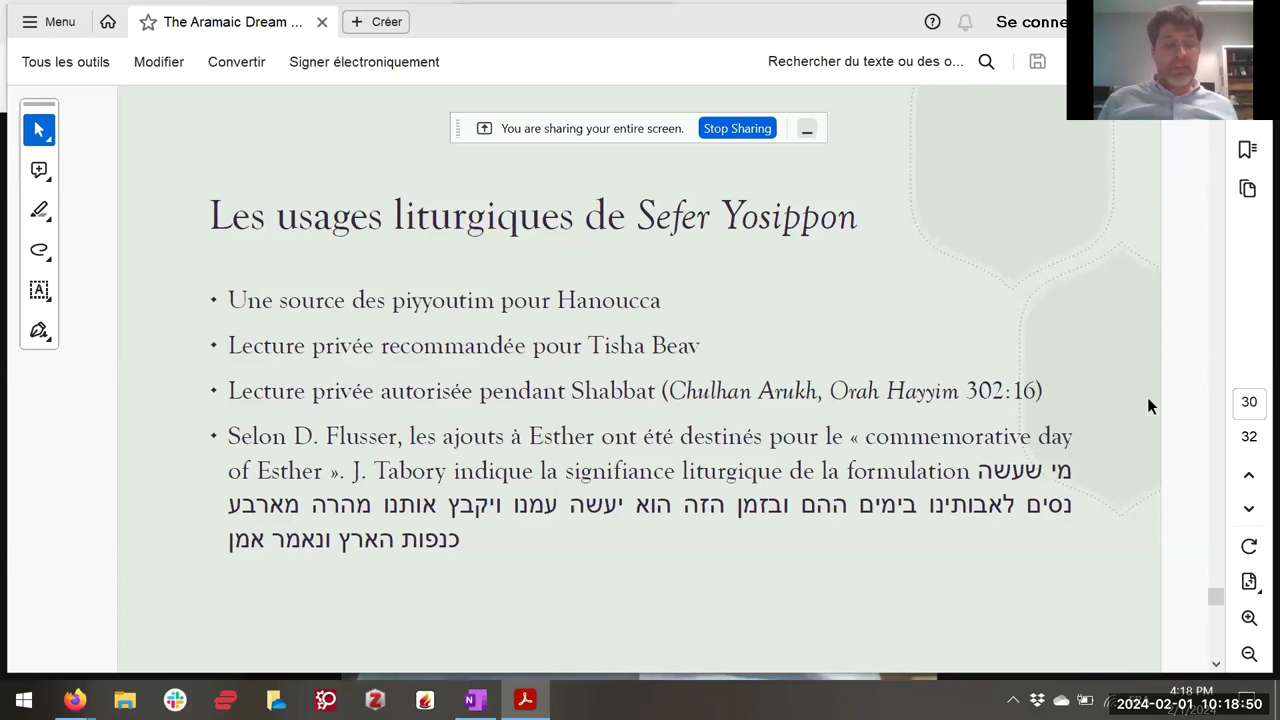 Menu
The Aramaic Dream ...
Créer
Se conne
Tous les outils
Modifier
Convertir
Signer électroniquement
Rechercher du texte ou des o...
You are sharing your entire screen.
Stop Sharing
Les usages liturgiques de Sefer Yosippon
• Une source des piyyoutim pour Hanoucca
• Lecture privée recommandée pour Tisha Beav
• Lecture privée autorisée pendant Shabbat (Chulhan Arukh, Orah Hayyim 302:16)
• Selon D. Flusser, les ajouts à Esther ont été destinés pour le « commemorative day
of Esther ». J. Tabory indique la signifiance liturgique de la formulation מי שעשה
נסים לאבותינו בימים ההם ובזמן הזה הוא יעשה עמנו ויקבץ אותנו מהרה מארבע
כנפות הארץ ונאמר אמן
30
32
4:18 PM
2024-02-01 10:18:50